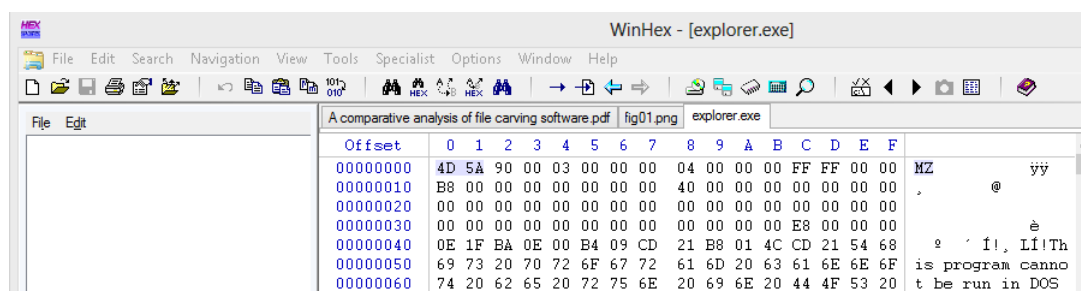 HEX
WinHex - [explorer.exe]
File Edit Search Navigation View Tools Specialist Options Window Help
File Edit
A comparative analysis of file carving software.pdf fig01.png explorer.exe
Offset 0 1 2 3 4 5 6 7 8 9 A B C D E F
00000000 4D 5A 90 00 03 00 00 00 04 00 00 00 FF FF 00 00 MZ ÿÿ
00000010 B8 00 00 00 00 00 00 00 40 00 00 00 00 00 00 00 ¸ @
00000020 00 00 00 00 00 00 00 00 00 00 00 00 00 00 00 00
00000030 00 00 00 00 00 00 00 00 00 00 00 00 E8 00 00 00 è
00000040 0E 1F BA 0E 00 B4 09 CD 21 B8 01 4C CD 21 54 68 º ´ Í!¸ LÍ!Th
00000050 69 73 20 70 72 6F 67 72 61 6D 20 63 61 6E 6E 6F is program canno
00000060 74 20 62 65 20 72 75 6E 20 69 6E 20 44 4F 53 20 t be run in DOS